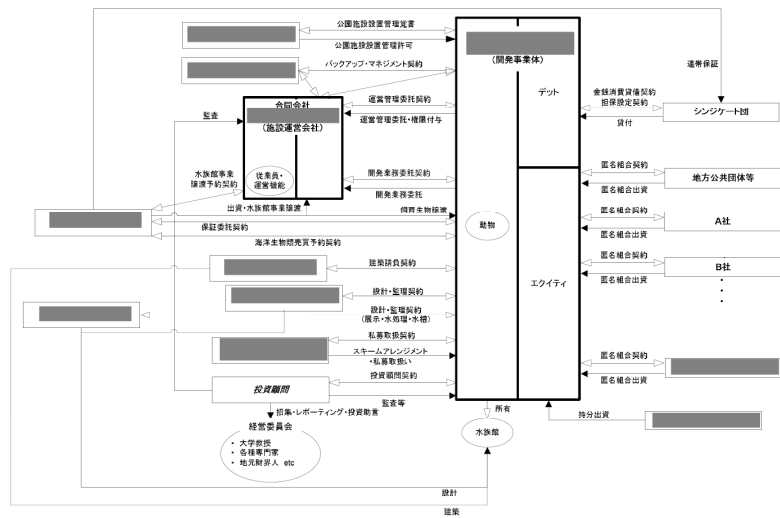 公園施設設置管理覚書
公園施設設置管理許可
(開発事業体)
連帯保証
バックアップ・マネジメント契約
デット
金銭消費貸借契約
担保設定契約
貸付
シンジケート団
合同会社
(施設運営会社)
運営管理委託契約
運営管理委託・権限付与
監査
水族館事業
譲渡予約契約
従業員・
運営機能
開発業務委託契約
開発業務委託
匿名組合契約
匿名組合出資
地方公共団体等
出資・水族館事業譲渡
飼育生物譲渡
保証委託契約
海洋生物類売買予約契約
動物
匿名組合契約
匿名組合出資
A社
建築請負契約
匿名組合契約
匿名組合出資
B社
・
・
・
エクイティ
設計・監理契約
設計・監理契約
(展示・水処理・水槽)
私募取扱契約
スキームアレンジメント
・私募取扱い
匿名組合契約
匿名組合出資
投資顧問
投資顧問契約
監査等
招集・レポーティング・投資助言
所有
持分出資
経営委員会
・ 大学教授
・ 各種専門家
・ 地元財界人 etc
水族館
設計
建築